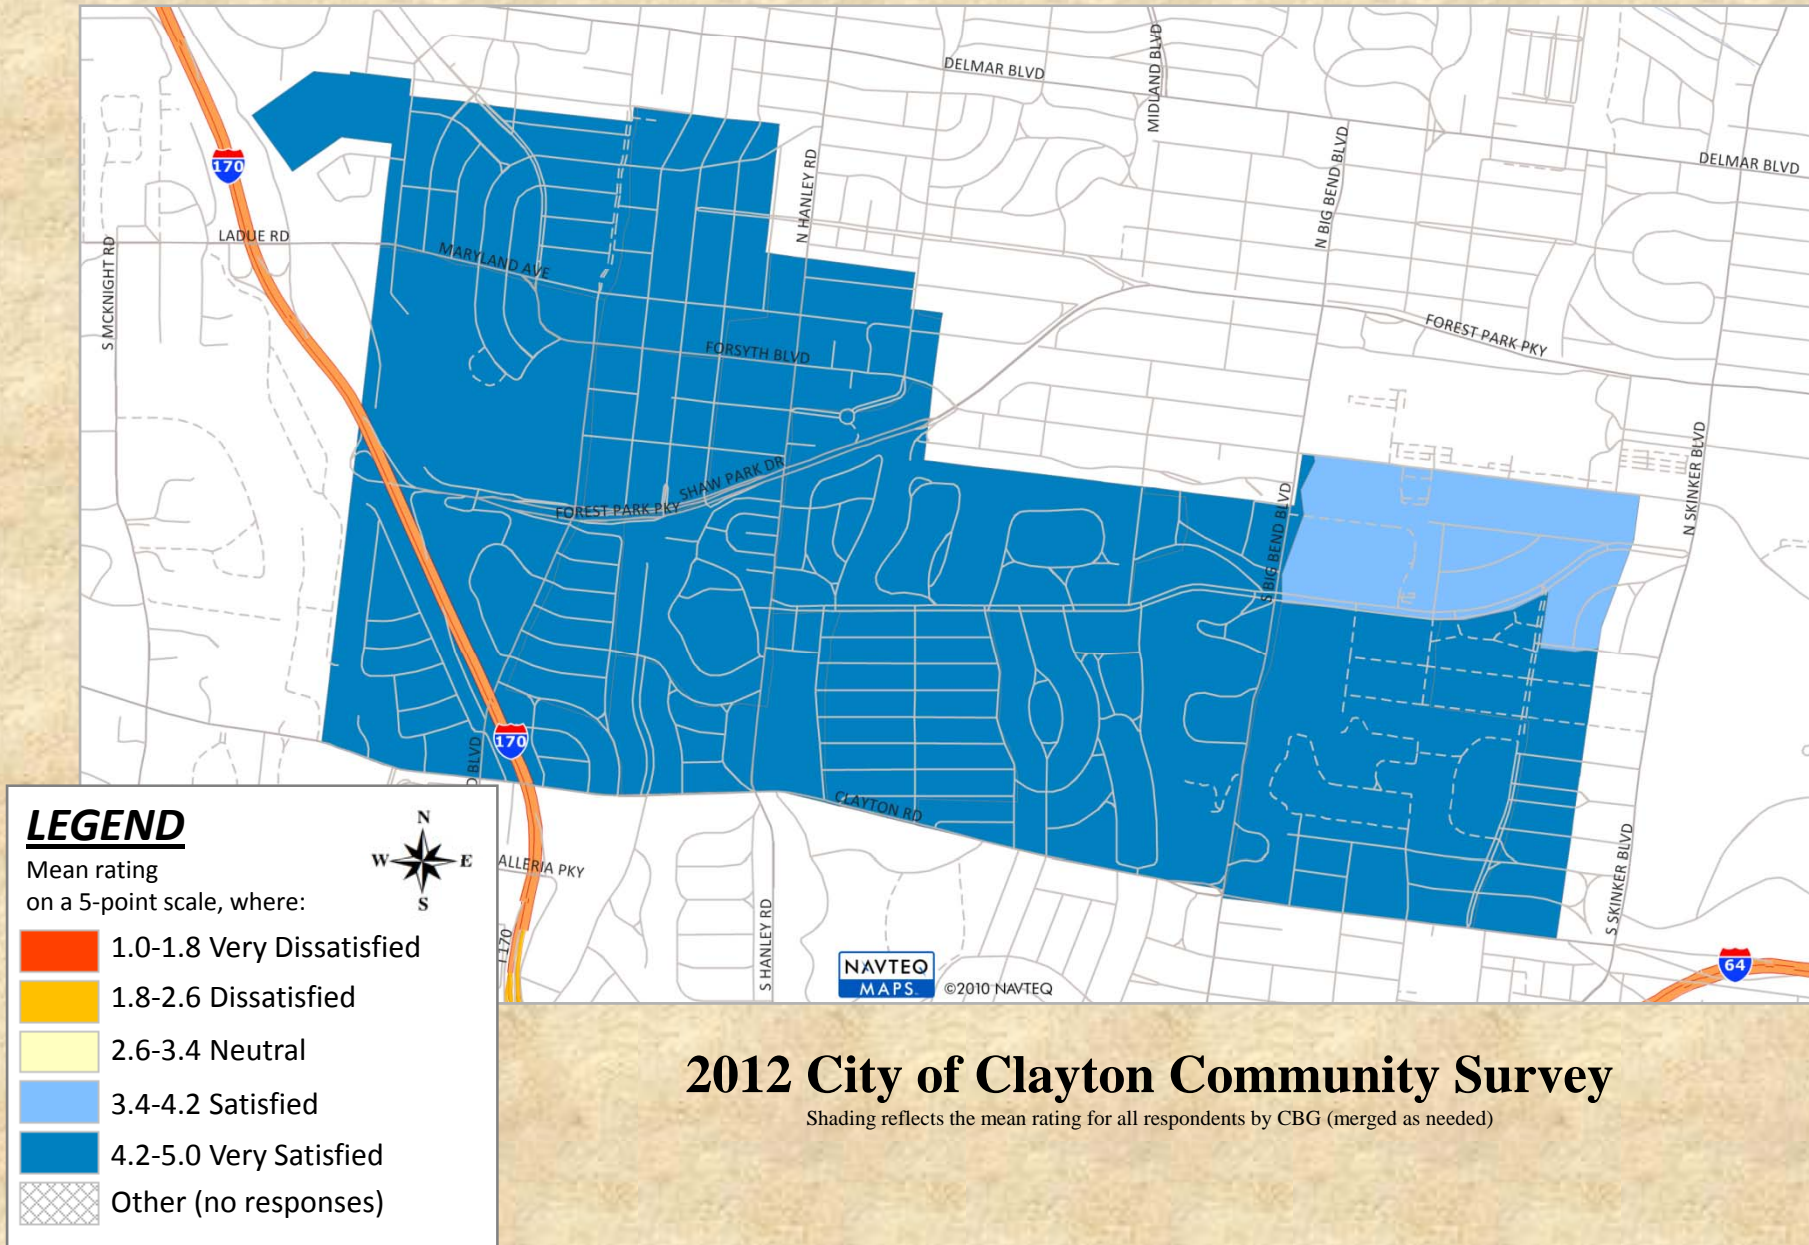 DELMAR BLVD
MIDLAND BLVD
DELMAR BLVD
N BIG BEND BLVD
N HANLEY RD
170
LADUE RD
S MCKNIGHT RD
MARYLAND AVE
FORSYTH BLVD
FOREST PARK PKY
SHAW PARK DR
FOREST PARK PKY
N SKINKER BLVD
S BIG BEND BLVD
170
D BLVD
CLAYTON RD
ALLERIA PKY
I 170
S HANLEY RD
S SKINKER BLVD
64
NAVTEQ
MAPS
©2010 NAVTEQ
LEGEND
N
W E
S
Mean rating
on a 5-point scale, where:
1.0-1.8 Very Dissatisfied
1.8-2.6 Dissatisfied
2.6-3.4 Neutral
3.4-4.2 Satisfied
4.2-5.0 Very Satisfied
Other (no responses)
2012 City of Clayton Community Survey
Shading reflects the mean rating for all respondents by CBG (merged as needed)